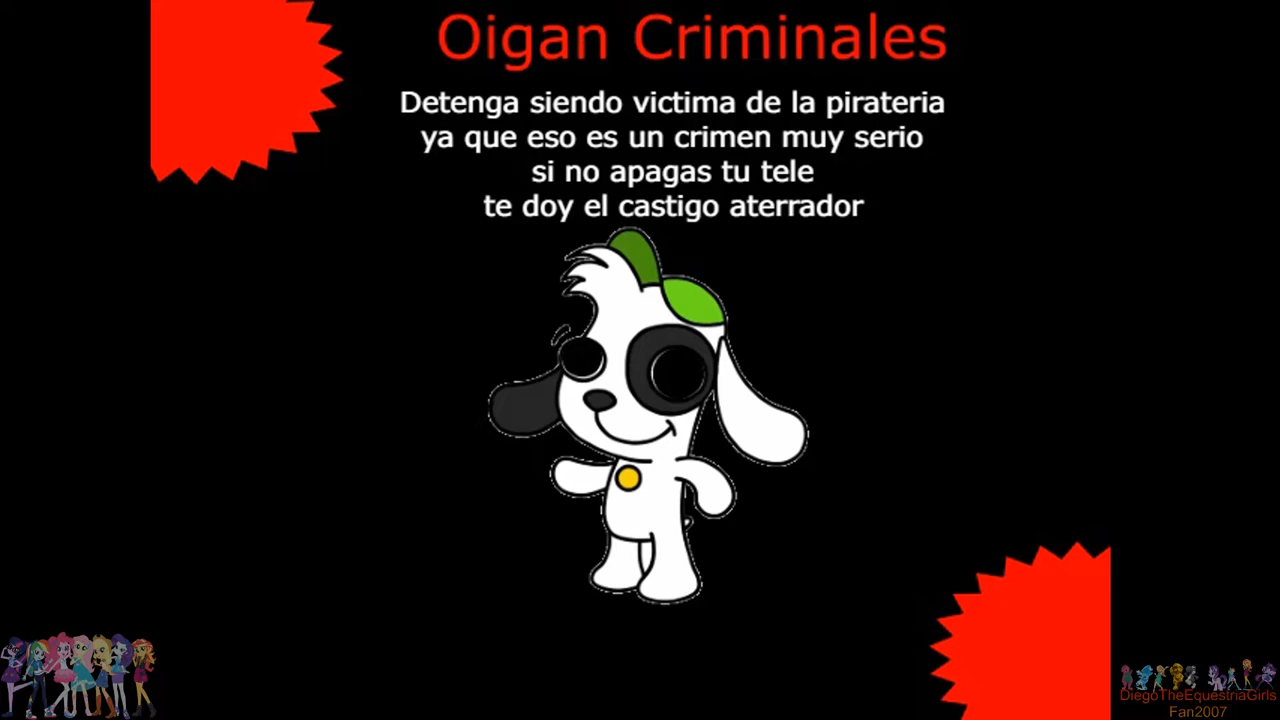 Oigan Criminales
Detenga siendo victima de la pirateria
ya que eso es un crimen muy serio
si no apagas tu tele
te doy el castigo aterrador
DiegoTheEquestriaGirls
Fan2007